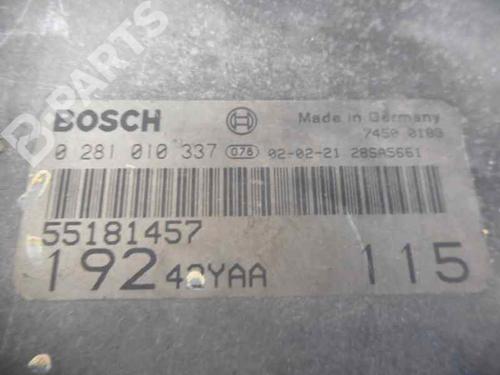 B-PARTS
BOSCH Made in Germany
7450 0189
0 281 010 337 078 02-02-21 28SA5661
55181457
192 42YAA 115